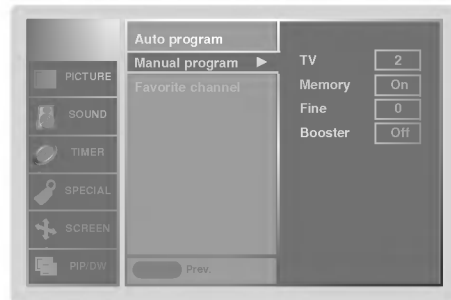 PICTURE
SOUND
TIMER
SPECIAL
SCREEN
PIP/DW
Auto program
Manual program ▶
Favorite channel
Prev.
TV 2
Memory On
Fine 0
Booster Off